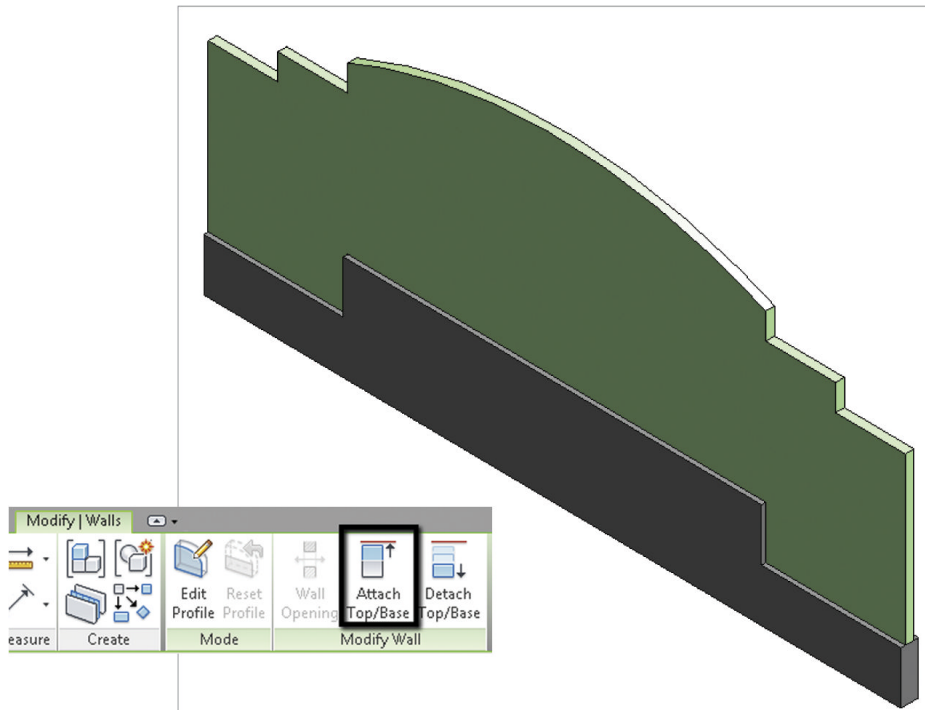 Modify | Walls
Edit
Profile
Reset
Profile
Wall
Opening
Attach
Top/Base
Detach
Top/Base
easure
Create
Mode
Modify Wall